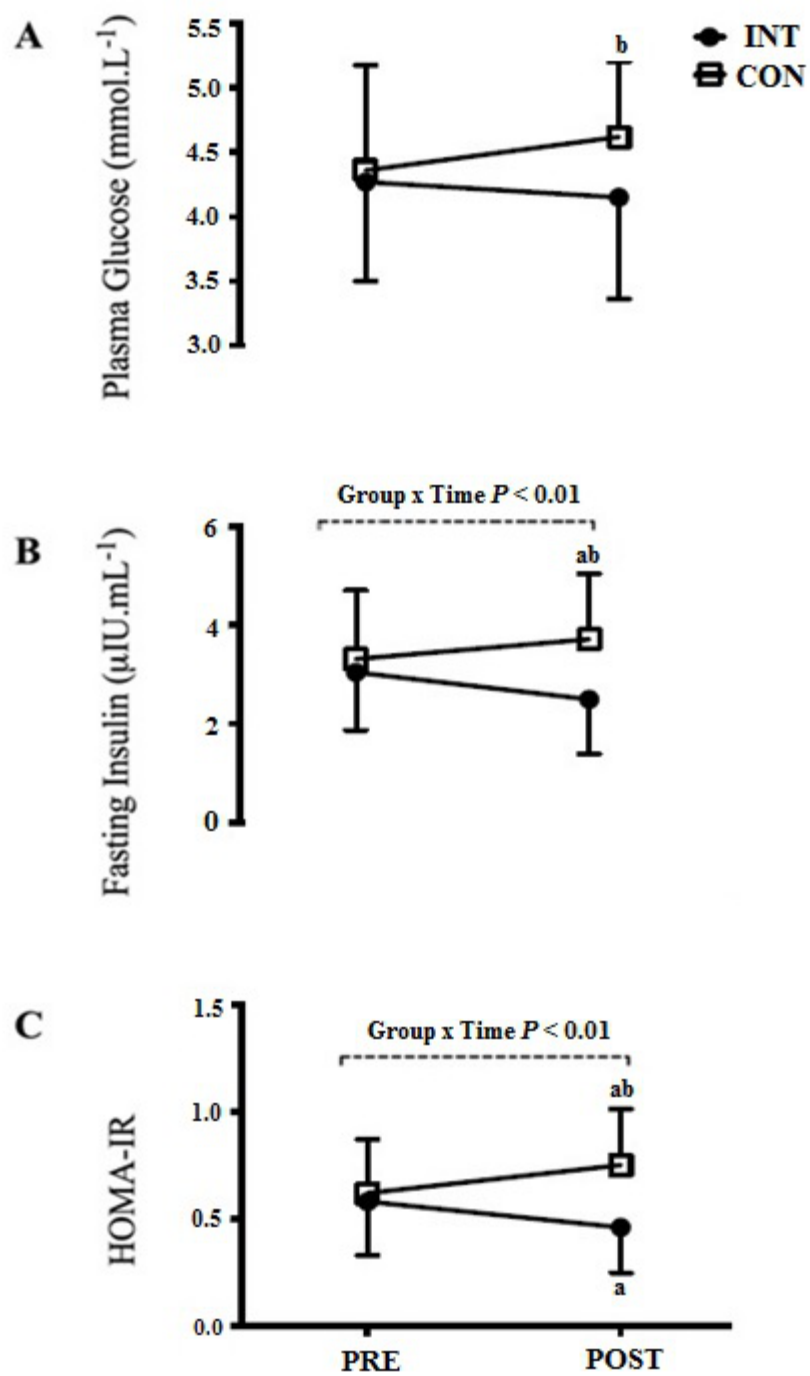 A
Plasma Glucose (mmol.L⁻¹)
5.5
5.0
4.5
4.0
3.5
3.0
b
INT
CON
B
Fasting Insulin (µIU.mL⁻¹)
Group x Time P < 0.01
6
4
2
0
ab
C
HOMA-IR
1.5
1.0
0.5
0.0
Group x Time P < 0.01
ab
a
PRE
POST